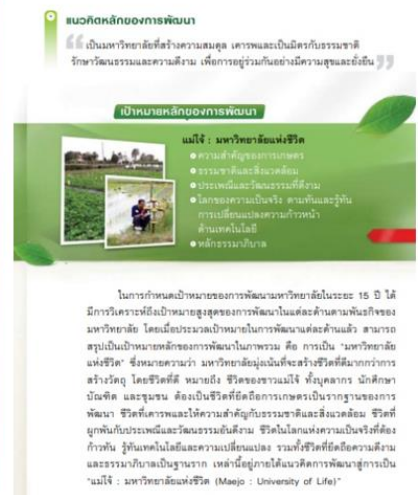 แนวคิดหลักของการพัฒนา
“ เป็นมหาวิทยาลัยที่สร้างความสมดุล เคารพและเป็นมิตรกับธรรมชาติ
รักษาวัฒนธรรมและความดีงาม เพื่อการอยู่ร่วมกันอย่างมีความสุขและยั่งยืน ”
เป้าหมายหลักของการพัฒนา
แม่โจ้ : มหาวิทยาลัยแห่งชีวิต
ความสำคัญของการเกษตร
ธรรมชาติและสิ่งแวดล้อม
ประเพณีและวัฒนธรรมที่ดีงาม
โลกของความเป็นจริง ตามทันและรู้ทัน
การเปลี่ยนแปลงความก้าวหน้า
ด้านเทคโนโลยี
หลักธรรมาภิบาล
ในการกำหนดเป้าหมายของการพัฒนามหาวิทยาลัยในระยะ 15 ปี ได้
มีการวิเคราะห์ถึงเป้าหมายสูงสุดของการพัฒนาในแต่ละด้านตามพันธกิจของ
มหาวิทยาลัย โดยเมื่อประมวลเป้าหมายในการพัฒนาแต่ละด้านแล้ว สามารถ
สรุปเป็นเป้าหมายหลักของการพัฒนาในภาพรวม คือ การเป็น "มหาวิทยาลัย
แห่งชีวิต" ซึ่งหมายความว่า มหาวิทยาลัยมุ่งเน้นที่จะสร้างชีวิตที่ดีมากกว่าการ
สร้างวัตถุ โดยชีวิตที่ดี หมายถึง ชีวิตของชาวแม่โจ้ ทั้งบุคลากร นักศึกษา
บัณฑิต และชุมชน ต้องเป็นชีวิตที่ยึดถือการเกษตรเป็นรากฐานของการ
พัฒนา ชีวิตที่เคารพและให้ความสำคัญกับธรรมชาติและสิ่งแวดล้อม ชีวิตที่
ผูกพันกับประเพณีและวัฒนธรรมอันดีงาม ชีวิตในโลกแห่งความเป็นจริงที่ต้อง
ก้าวทัน รู้ทันเทคโนโลยีและความเปลี่ยนแปลง รวมทั้งชีวิตที่ยึดถือความดีงาม
และธรรมาภิบาลเป็นฐานราก เหล่านี้อยู่ภายใต้แนวคิดการพัฒนาสู่การเป็น
"แม่โจ้ : มหาวิทยาลัยแห่งชีวิต (Maejo : University of Life)"